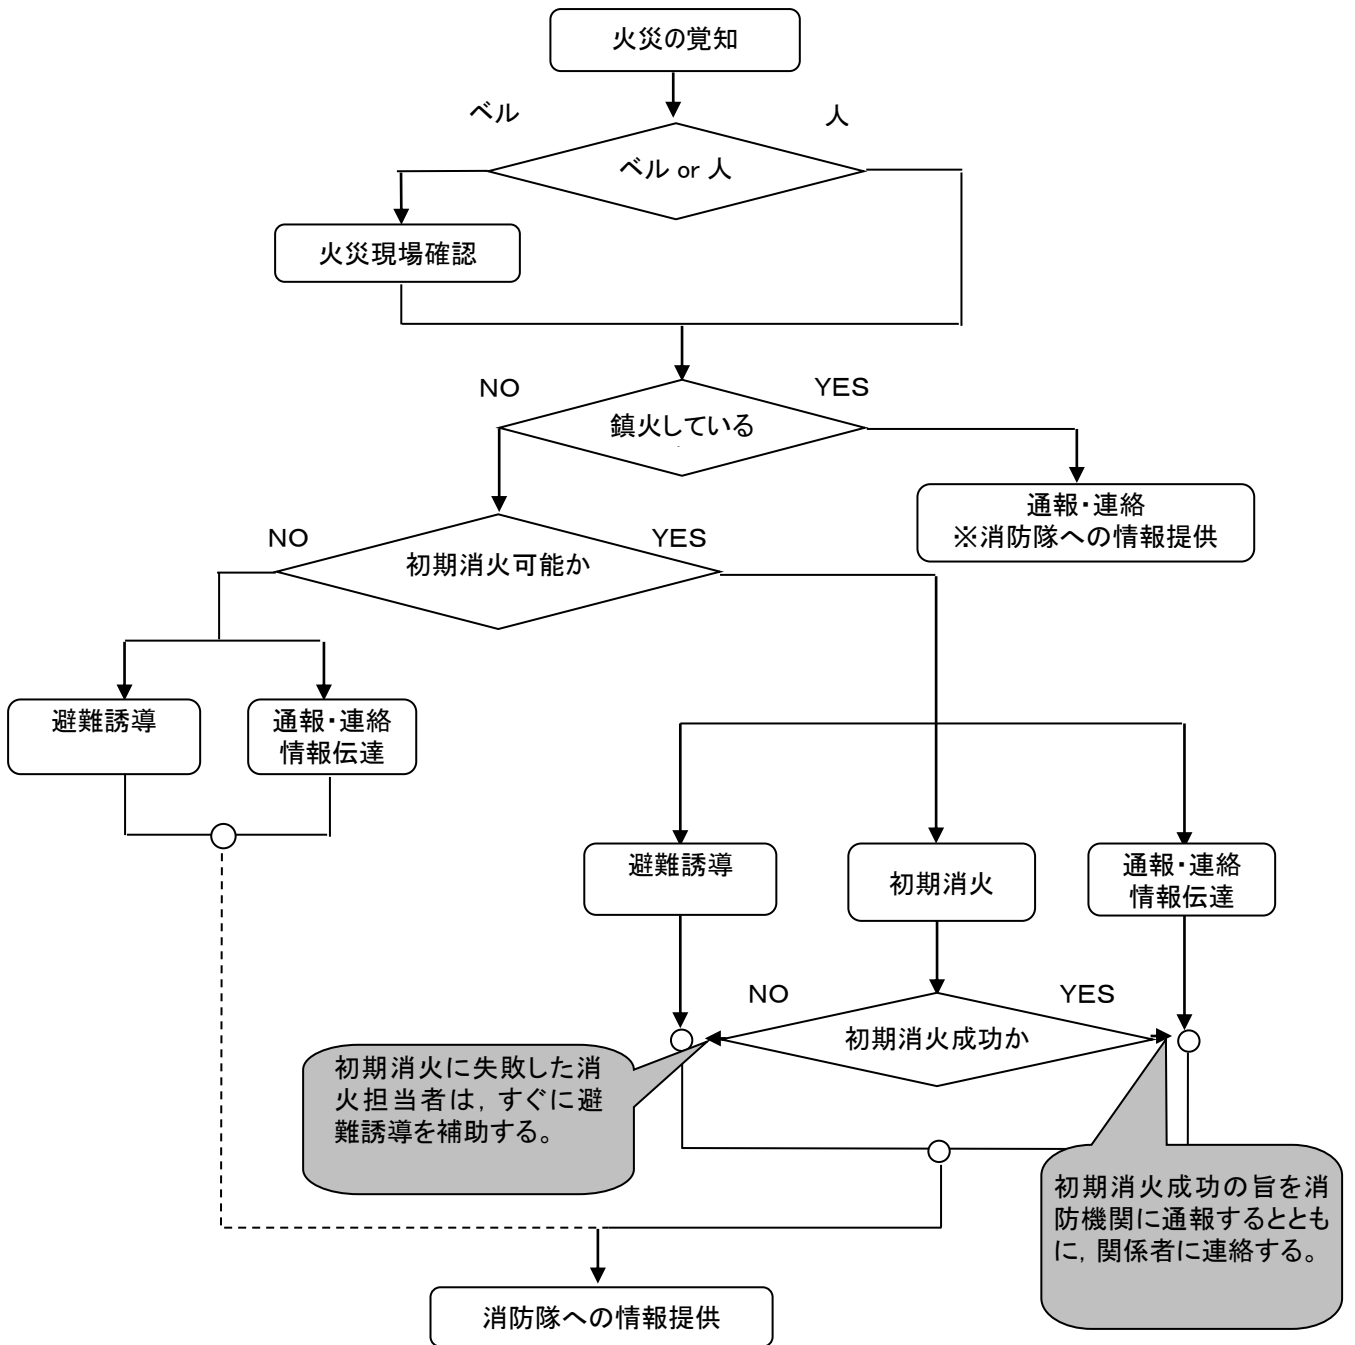 火災の覚知
ベル
人
ベル or 人
火災現場確認
NO
YES
鎮火している
通報・連絡
※消防隊への情報提供
NO
YES
初期消火可能か
避難誘導
通報・連絡
情報伝達
避難誘導
初期消火
通報・連絡
情報伝達
NO
YES
初期消火成功か
初期消火に失敗した消
火担当者は，すぐに避
難誘導を補助する。
初期消火成功の旨を消
防機関に通報するととも
に，関係者に連絡する。
消防隊への情報提供